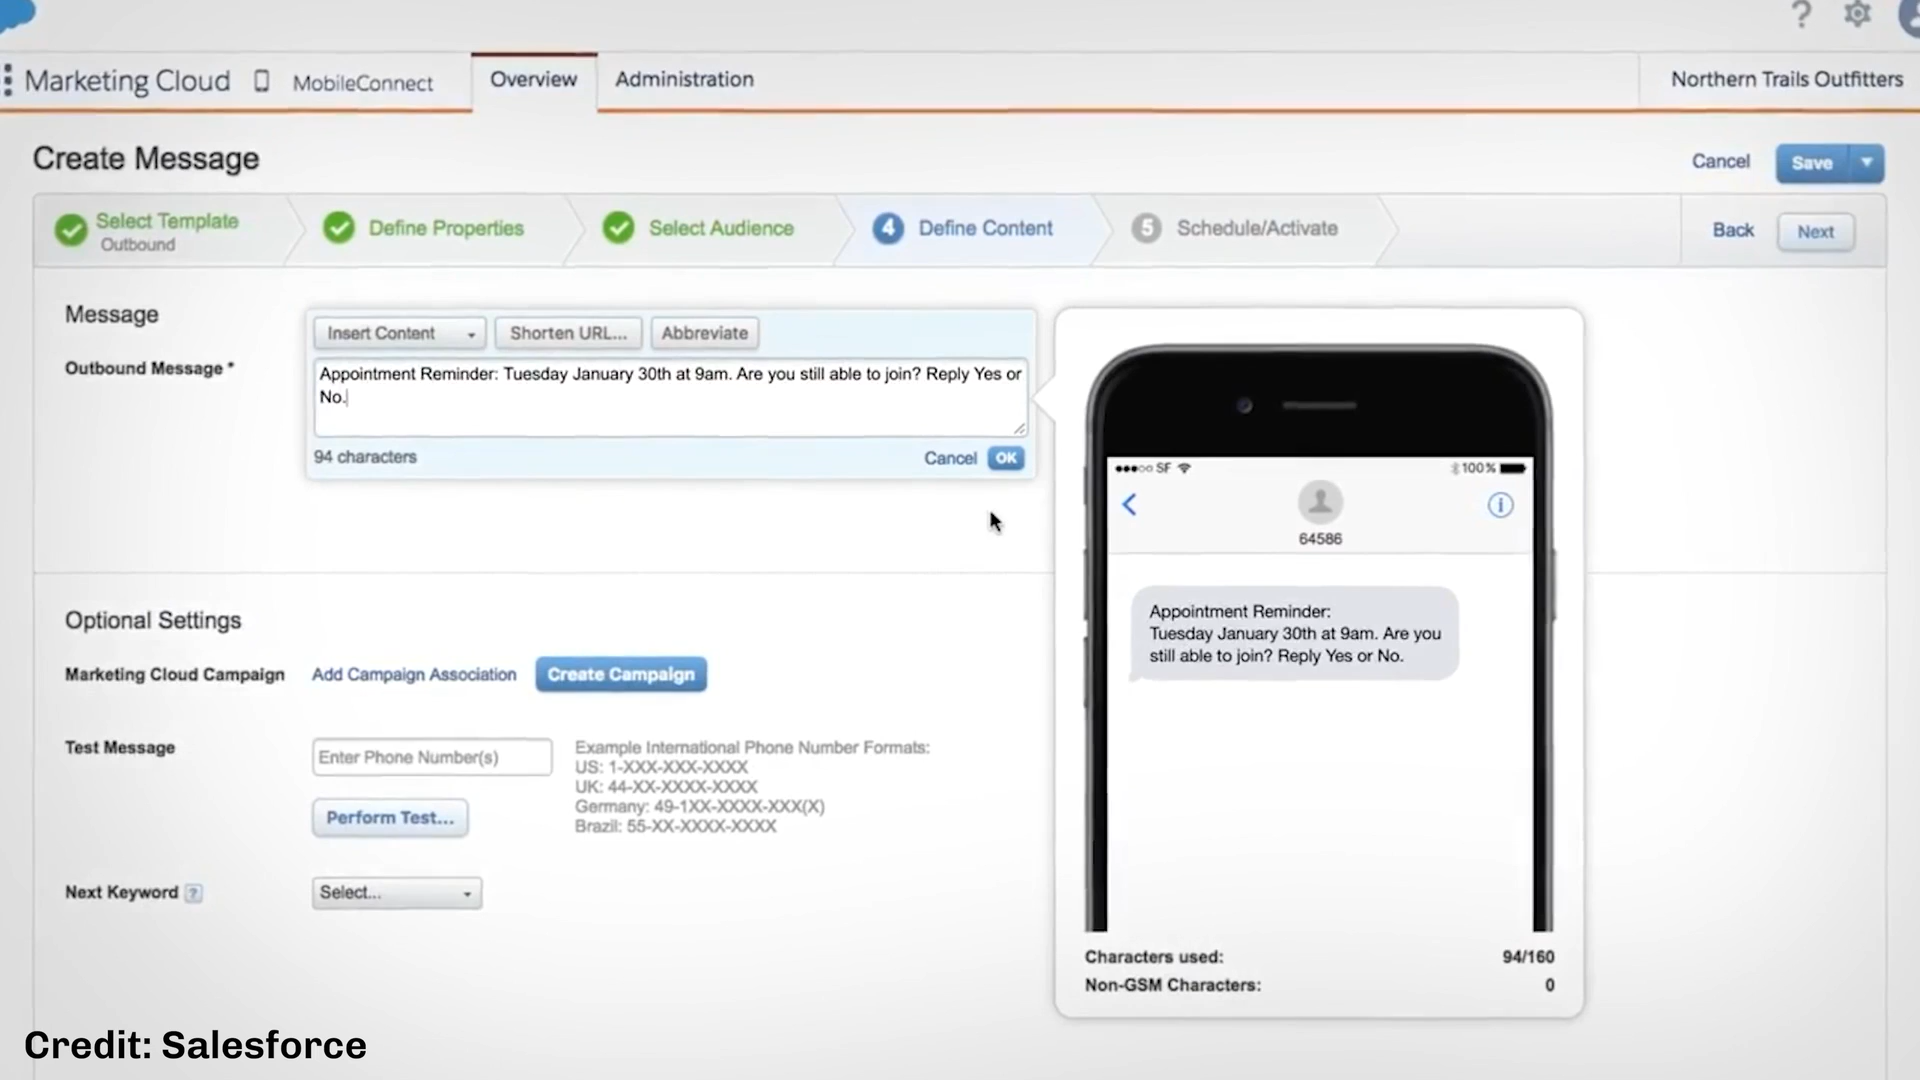 Marketing Cloud
MobileConnect
Overview
Administration
Northern Trails Outfitters
Create Message
Cancel
Save
Select Template
Outbound
Define Properties
Select Audience
4 Define Content
5 Schedule/Activate
Back
Next
Message
Insert Content
Shorten URL...
Abbreviate
Outbound Message *
Appointment Reminder: Tuesday January 30th at 9am. Are you still able to join? Reply Yes or
No.
94 characters
Cancel
OK
SF
100%
64586
Appointment Reminder:
Tuesday January 30th at 9am. Are you
still able to join? Reply Yes or No.
Characters used: 94/160
Non-GSM Characters: 0
Optional Settings
Marketing Cloud Campaign
Add Campaign Association
Create Campaign
Test Message
Enter Phone Number(s)
Example International Phone Number Formats:
US: 1-XXX-XXX-XXXX
UK: 44-XX-XXXX-XXXX
Germany: 49-1XX-XXXX-XXX(X)
Brazil: 55-XX-XXXX-XXXX
Perform Test...
Next Keyword ?
Select...
Credit: Salesforce